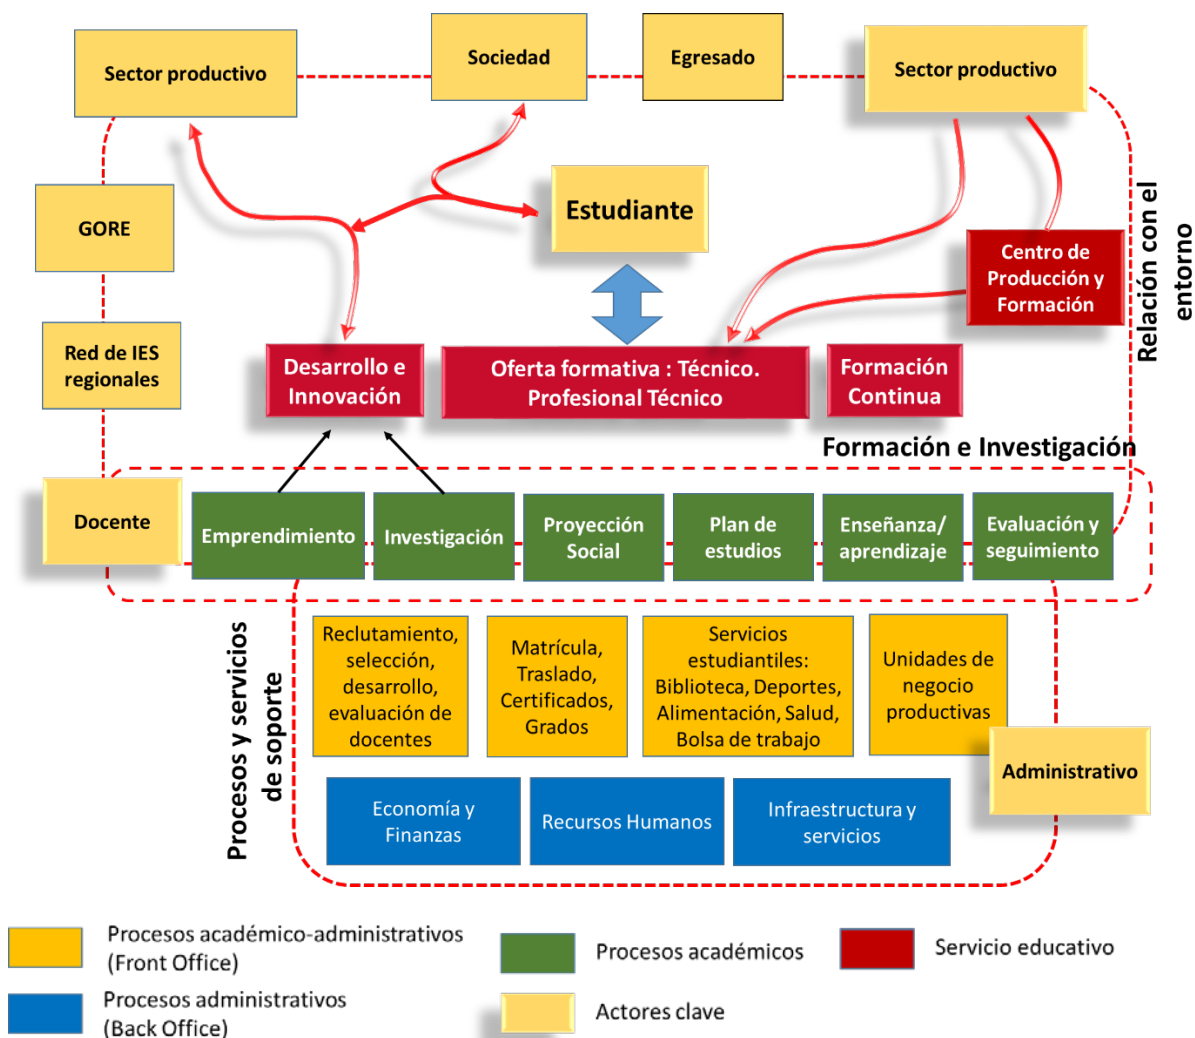 Sector productivo
Sociedad
Egresado
Sector productivo
GORE
Estudiante
Centro de
Producción y
Formación
Relación con el
entorno
Red de IES
regionales
Desarrollo e
Innovación
Oferta formativa : Técnico.
Profesional Técnico
Formación
Continua
Formación e Investigación
Docente
Emprendimiento
Investigación
Proyección
Social
Plan de
estudios
Enseñanza/
aprendizaje
Evaluación y
seguimiento
Procesos y servicios
de soporte
Reclutamiento,
selección,
desarrollo,
evaluación de
docentes
Matrícula,
Traslado,
Certificados,
Grados
Servicios
estudiantiles:
Biblioteca, Deportes,
Alimentación, Salud,
Bolsa de trabajo
Unidades de
negocio
productivas
Administrativo
Economía y
Finanzas
Recursos Humanos
Infraestructura y
servicios
Procesos académico-administrativos
(Front Office)
Procesos académicos
Servicio educativo
Procesos administrativos
(Back Office)
Actores clave